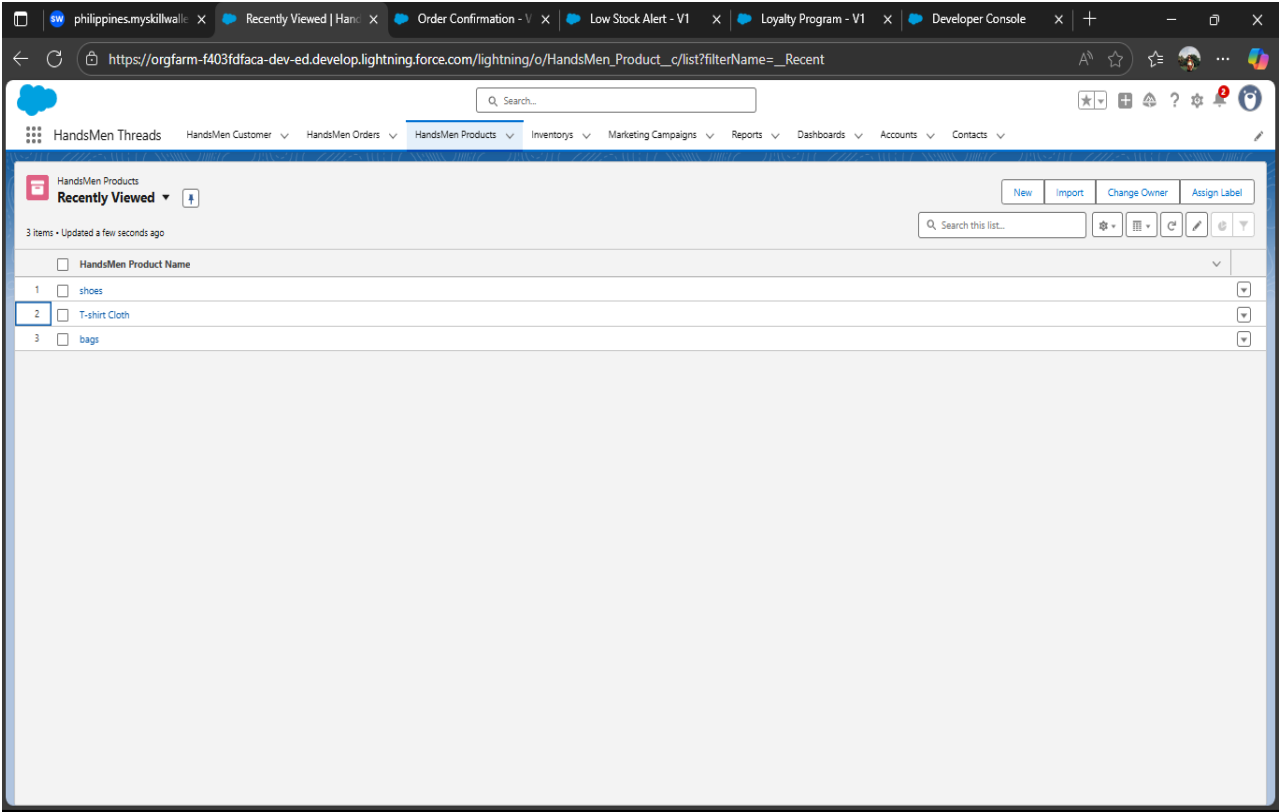 SW philippines.myskillwalle
Recently Viewed | Hand
Order Confirmation - V
Low Stock Alert - V1
Loyalty Program - V1
Developer Console
https://orgfarm-f403fdfaca-dev-ed.develop.lightning.force.com/lightning/o/HandsMen_Product__c/list?filterName=__Recent
Search...
2
HandsMen Threads
HandsMen Customer
HandsMen Orders
HandsMen Products
Inventorys
Marketing Campaigns
Reports
Dashboards
Accounts
Contacts
HandsMen Products
Recently Viewed
New
Import
Change Owner
Assign Label
3 items • Updated a few seconds ago
Search this list...
HandsMen Product Name
1 shoes
2 T-shirt Cloth
3 bags